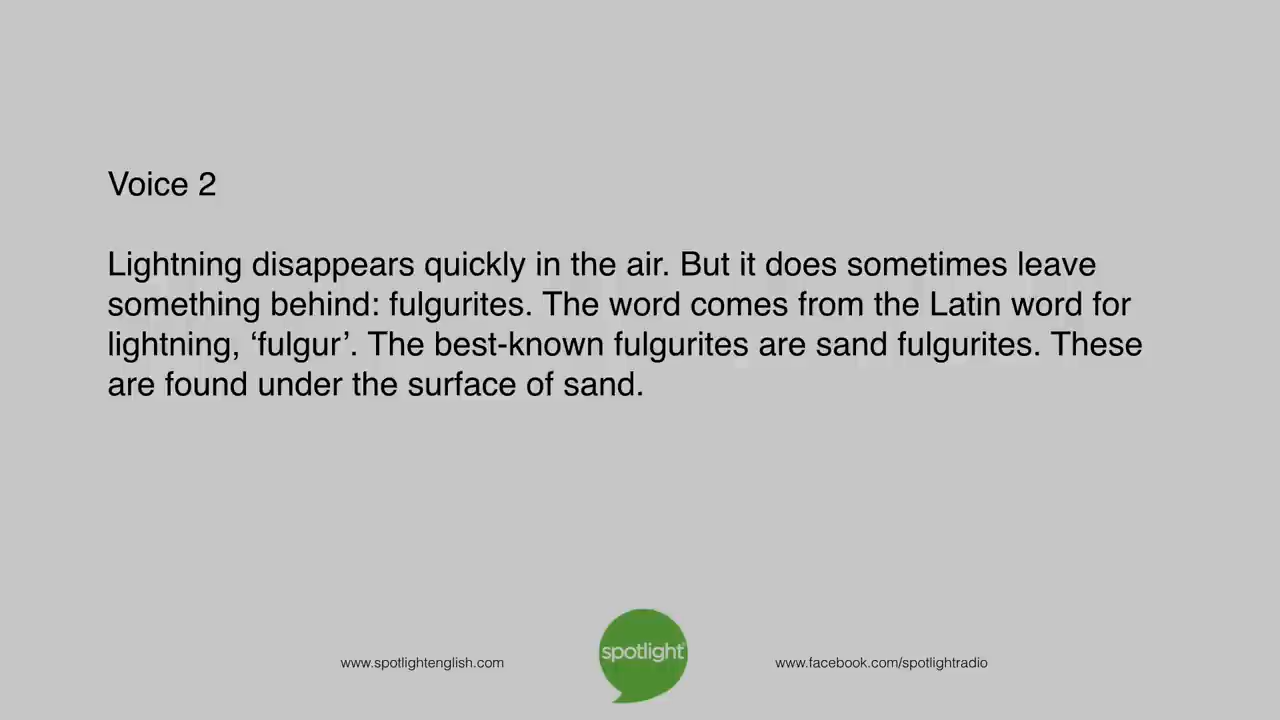 Voice 2
Lightning disappears quickly in the air. But it does sometimes leave
something behind: fulgurites. The word comes from the Latin word for
lightning, ‘fulgur’. The best-known fulgurites are sand fulgurites. These
are found under the surface of sand.
www.spotlightenglish.com
spotlight
www.facebook.com/spotlightradio